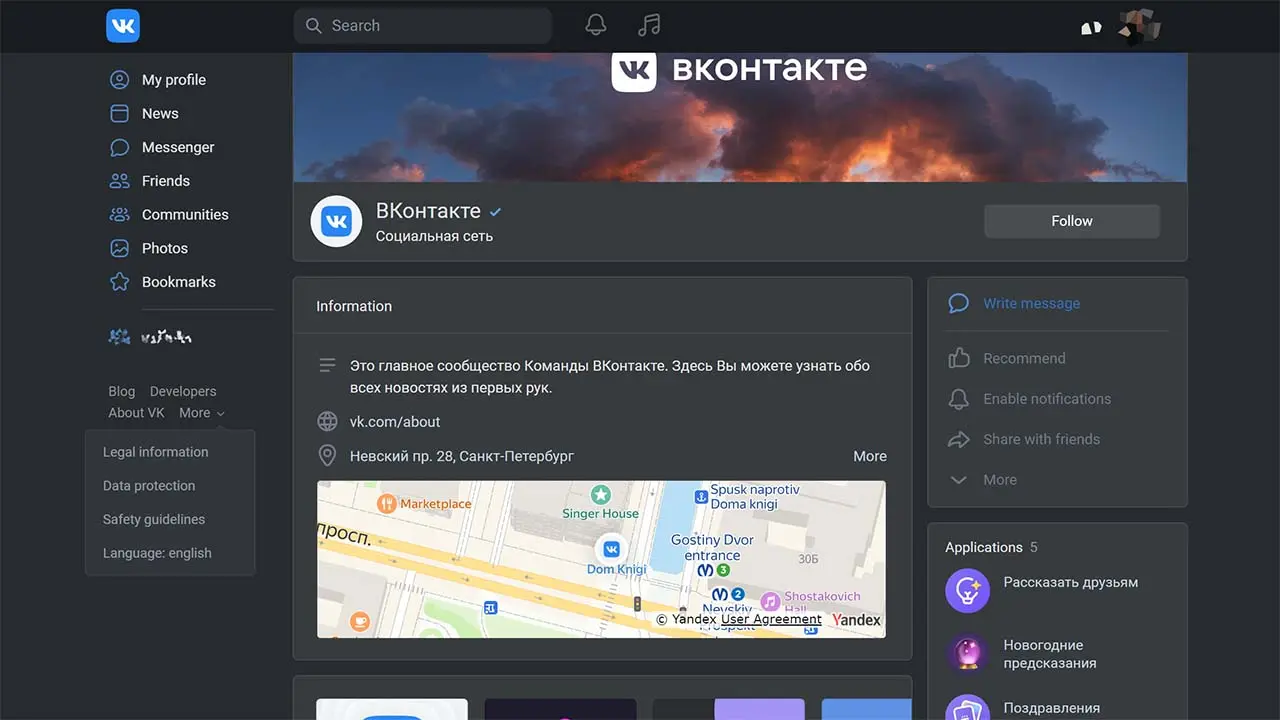 Search
вконтакте
My profile
News
Messenger
Friends
Communities
Photos
Bookmarks
Blog Developers
About VK More
Legal information
Data protection
Safety guidelines
Language: english
ВКонтакте
Социальная сеть
Follow
Information
Это главное сообщество Команды ВКонтакте. Здесь Вы можете узнать обо
всех новостях из первых рук.
vk.com/about
Невский пр. 28, Санкт-Петербург
More
Marketplace
Singer House
Spusk naprotiv
Doma knigi
просп.
Gostiny Dvor
entrance
3
30Б
Dom Knigi
2
Nevskiy
Prospekt
Shostakovich
Hall
© Yandex User Agreement
Yandex
Write message
Recommend
Enable notifications
Share with friends
More
Applications 5
Рассказать друзьям
Новогодние
предсказания
Поздравления